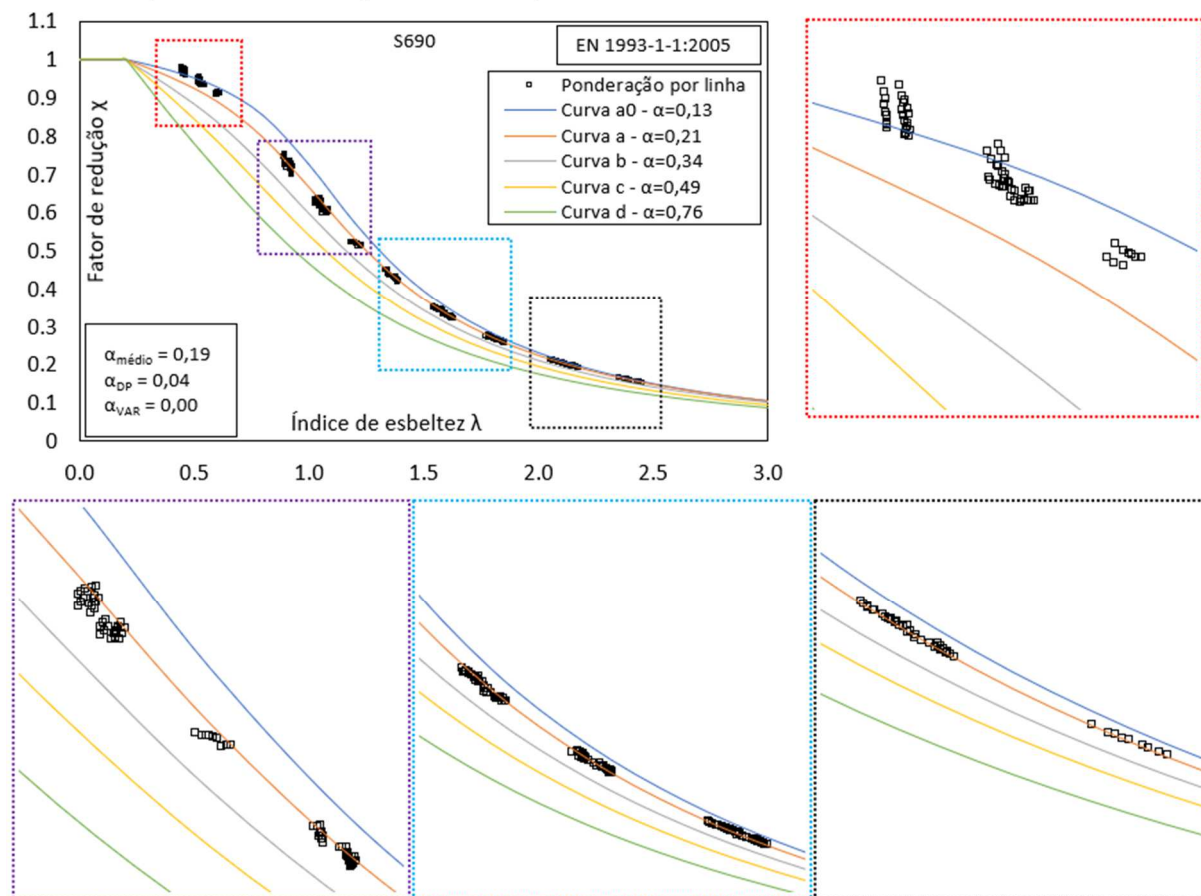 1.1
1
0.9
0.8
0.7
0.6
0.5
0.4
0.3
0.2
0.1
0
Fator de redução χ
S690
EN 1993-1-1:2005
Ponderação por linha
Curva a0 - α=0,13
Curva a - α=0,21
Curva b - α=0,34
Curva c - α=0,49
Curva d - α=0,76
αmédio = 0,19
αDP = 0,04
αVAR = 0,00
Índice de esbeltez λ
0.0 0.5 1.0 1.5 2.0 2.5 3.0